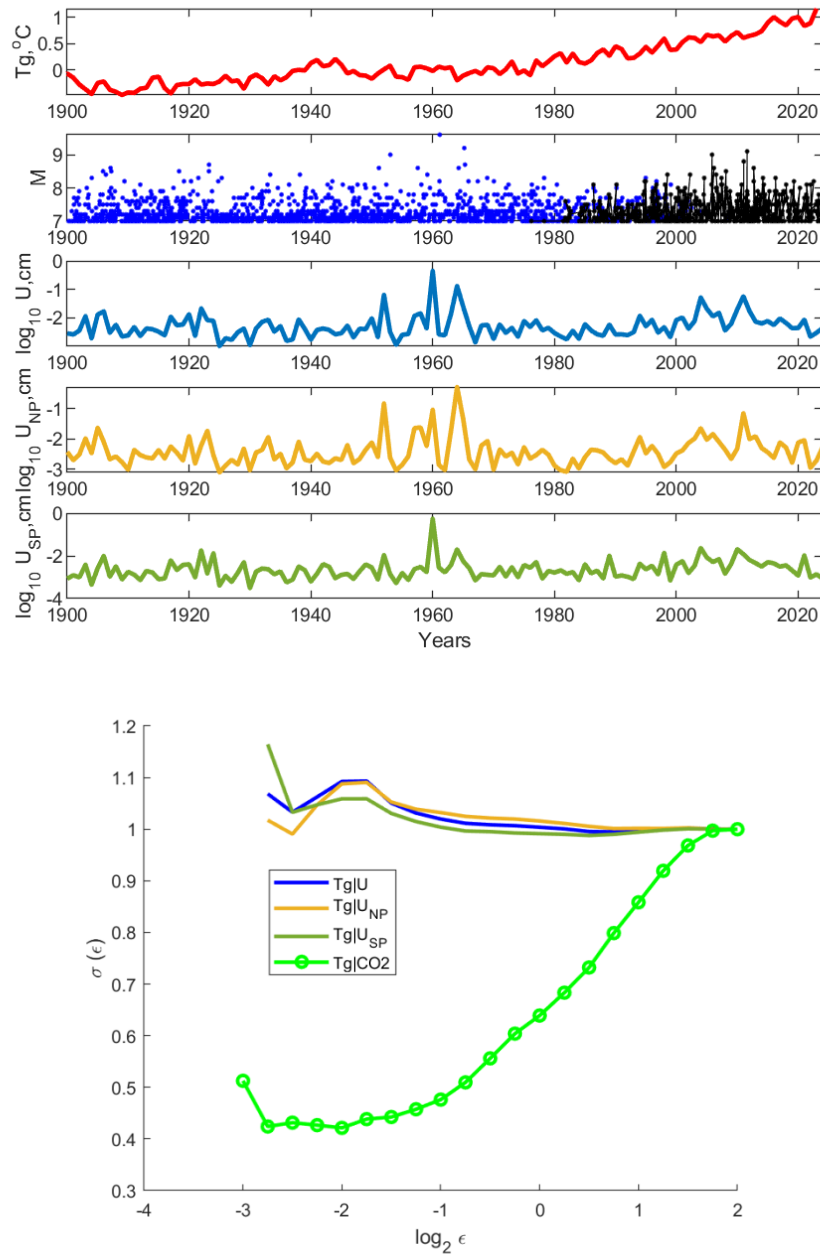 Tg,°C
1
0.5
0
1900 1920 1940 1960 1980 2000 2020
M
9
8
7
1900 1920 1940 1960 1980 2000 2020
log10 U,cm
0
-1
-2
1900 1920 1940 1960 1980 2000 2020
log10 UNP,cm
-1
-2
-3
1900 1920 1940 1960 1980 2000 2020
log10 USP,cm
0
-2
-4
1900 1920 1940 1960 1980 2000 2020
Years
σ (ϵ)
1.2
1.1
1
0.9
0.8
0.7
0.6
0.5
0.4
0.3
Tg|U
Tg|UNP
Tg|USP
Tg|CO2
-4 -3 -2 -1 0 1 2
log2 ϵ